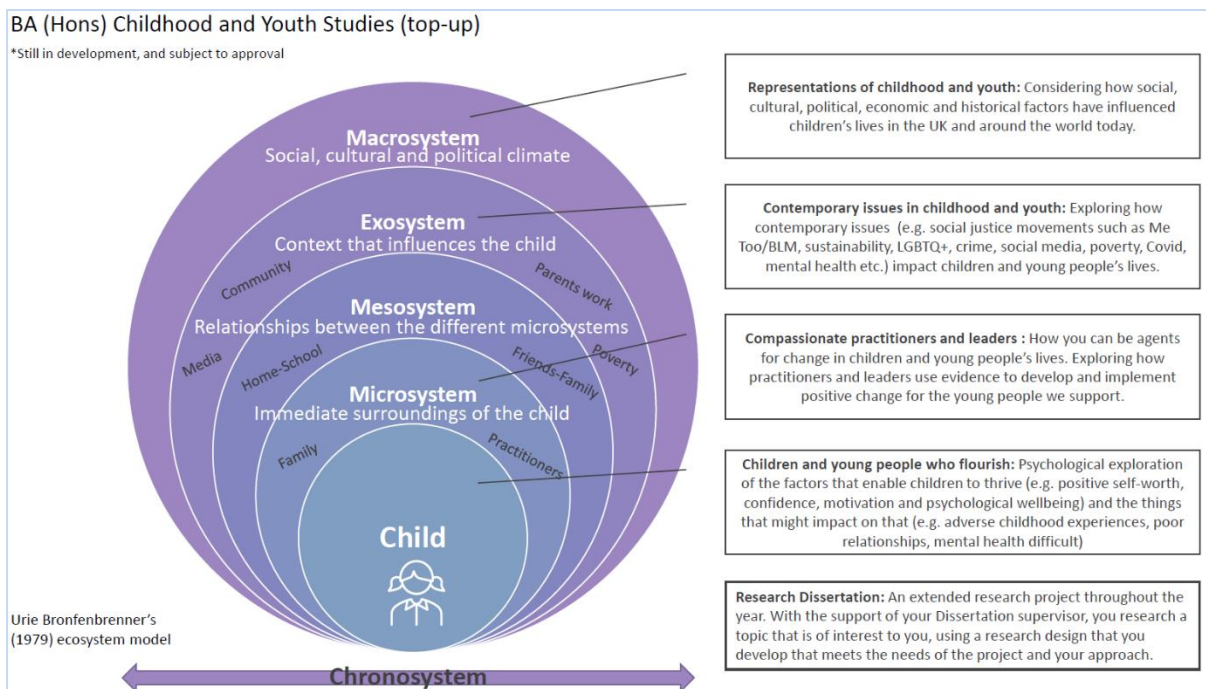 BA (Hons) Childhood and Youth Studies (top-up)
*Still in development, and subject to approval
Macrosystem
Social, cultural and political climate
Exosystem
Context that influences the child
Community
Parents work
Mesosystem
Relationships between the different microsystems
Media
Home-School
Friends-Family
Poverty
Microsystem
Immediate surroundings of the child
Family
Practitioners
Child
Urie Bronfenbrenner's
(1979) ecosystem model
Chronosystem
Representations of childhood and youth: Considering how social,
cultural, political, economic and historical factors have influenced
children's lives in the UK and around the world today.
Contemporary issues in childhood and youth: Exploring how
contemporary issues (e.g. social justice movements such as Me
Too/BLM, sustainability, LGBTQ+, crime, social media, poverty, Covid,
mental health etc.) impact children and young people's lives.
Compassionate practitioners and leaders : How you can be agents
for change in children and young people's lives. Exploring how
practitioners and leaders use evidence to develop and implement
positive change for the young people we support.
Children and young people who flourish: Psychological exploration
of the factors that enable children to thrive (e.g. positive self-worth,
confidence, motivation and psychological wellbeing) and the things
that might impact on that (e.g. adverse childhood experiences, poor
relationships, mental health difficult)
Research Dissertation: An extended research project throughout the
year. With the support of your Dissertation supervisor, you research a
topic that is of interest to you, using a research design that you
develop that meets the needs of the project and your approach.